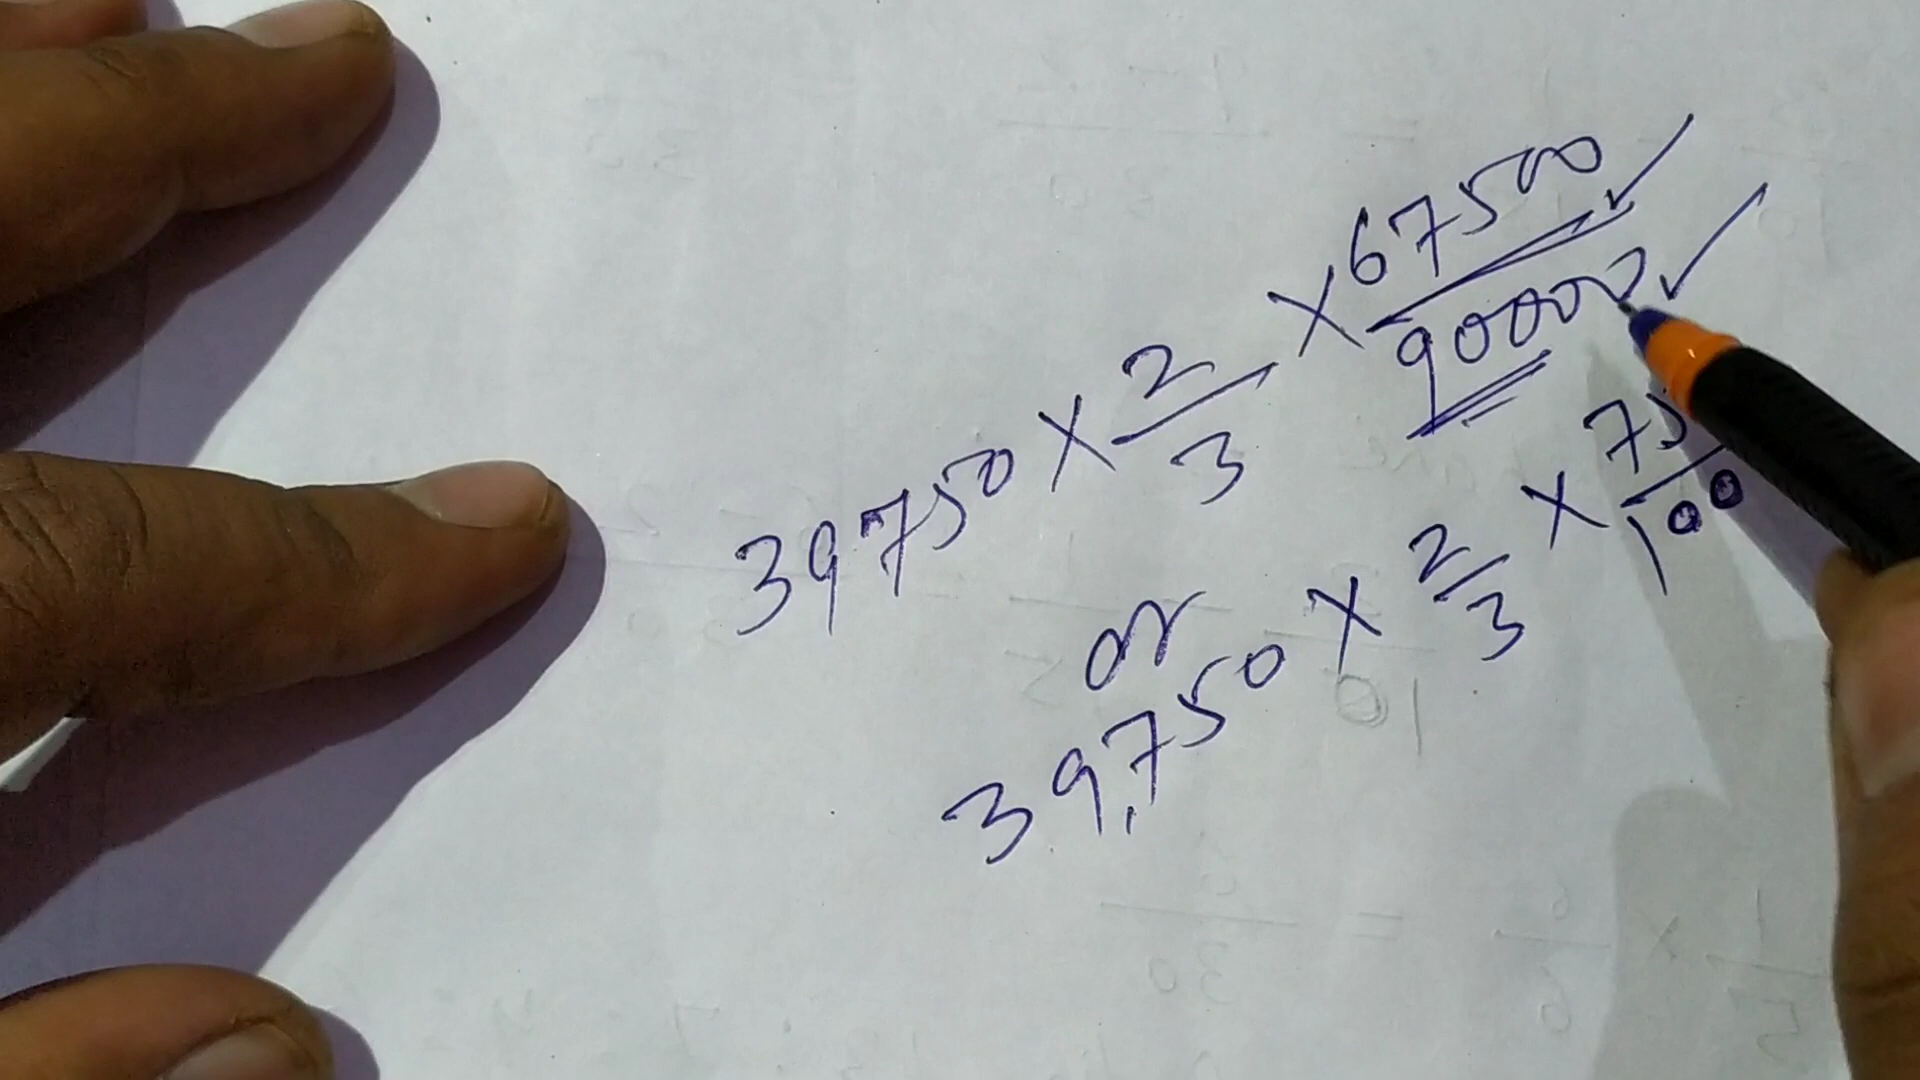 39750 × 2/3 × 67500/90000
or
39,750 × 2/3 × 75/100